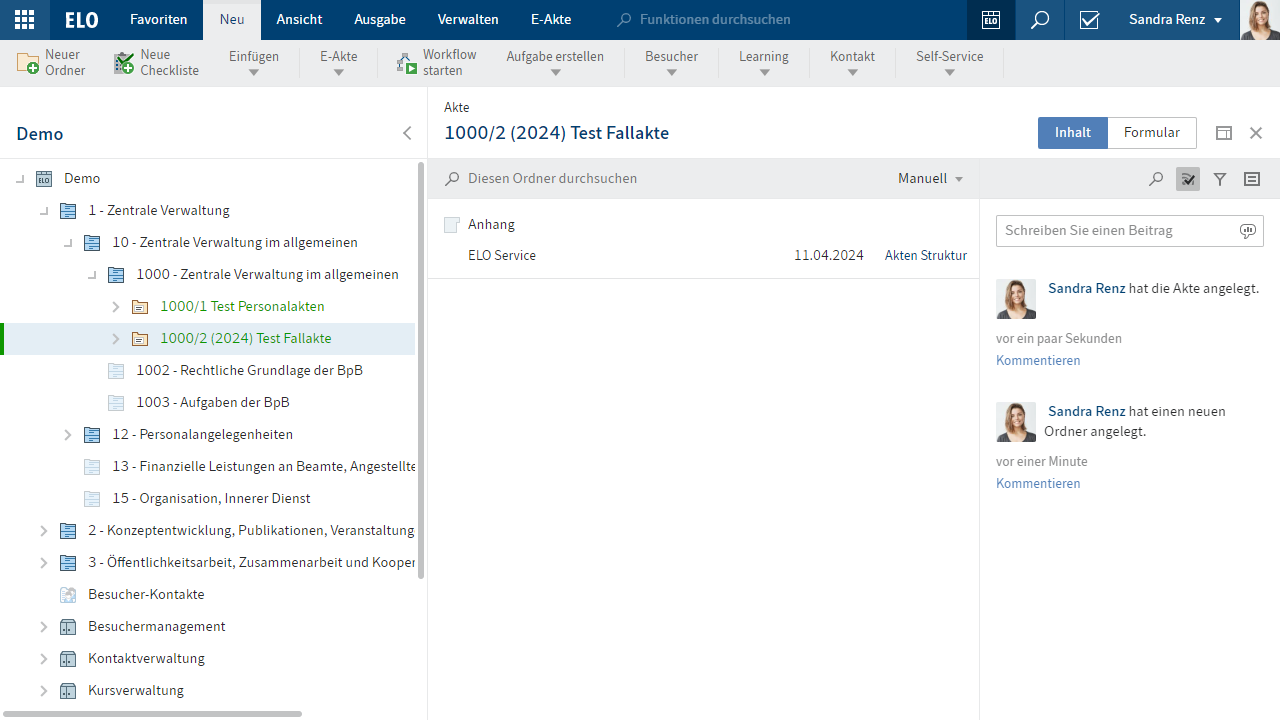 ELO
Favoriten
Neu
Ansicht
Ausgabe
Verwalten
E-Akte
Funktionen durchsuchen
ELO
Sandra Renz
Neuer
Ordner
Neue
Checkliste
Einfügen
E-Akte
Workflow
starten
Aufgabe erstellen
Besucher
Learning
Kontakt
Self-Service
Demo
Akte
1000/2 (2024) Test Fallakte
Inhalt
Formular
ELO
Demo
1 - Zentrale Verwaltung
10 - Zentrale Verwaltung im allgemeinen
1000 - Zentrale Verwaltung im allgemeinen
1000/1 Test Personalakten
1000/2 (2024) Test Fallakte
1002 - Rechtliche Grundlage der BpB
1003 - Aufgaben der BpB
12 - Personalangelegenheiten
13 - Finanzielle Leistungen an Beamte, Angestellte
15 - Organisation, Innerer Dienst
2 - Konzeptentwicklung, Publikationen, Veranstaltunge
3 - Öffentlichkeitsarbeit, Zusammenarbeit und Kooper
Besucher-Kontakte
Besuchermanagement
Kontaktverwaltung
Kursverwaltung
Diesen Ordner durchsuchen
Manuell
Anhang
ELO Service
11.04.2024
Akten Struktur
Schreiben Sie einen Beitrag
Sandra Renz hat die Akte angelegt.
vor ein paar Sekunden
Kommentieren
Sandra Renz hat einen neuen
Ordner angelegt.
vor einer Minute
Kommentieren